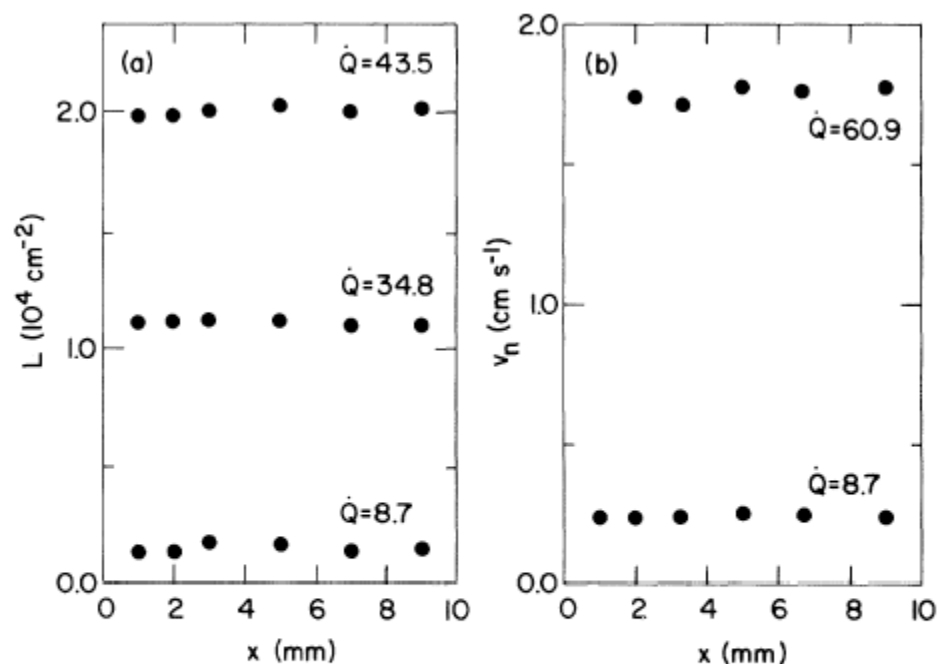 (a)
Q̇=43.5
2.0
L (10⁴ cm⁻²)
Q̇=34.8
1.0
Q̇=8.7
0.0
0 2 4 6 8 10
x (mm)
2.0
(b)
Q̇=60.9
vₙ (cm s⁻¹)
1.0
Q̇=8.7
0.0
0 2 4 6 8 10
x (mm)